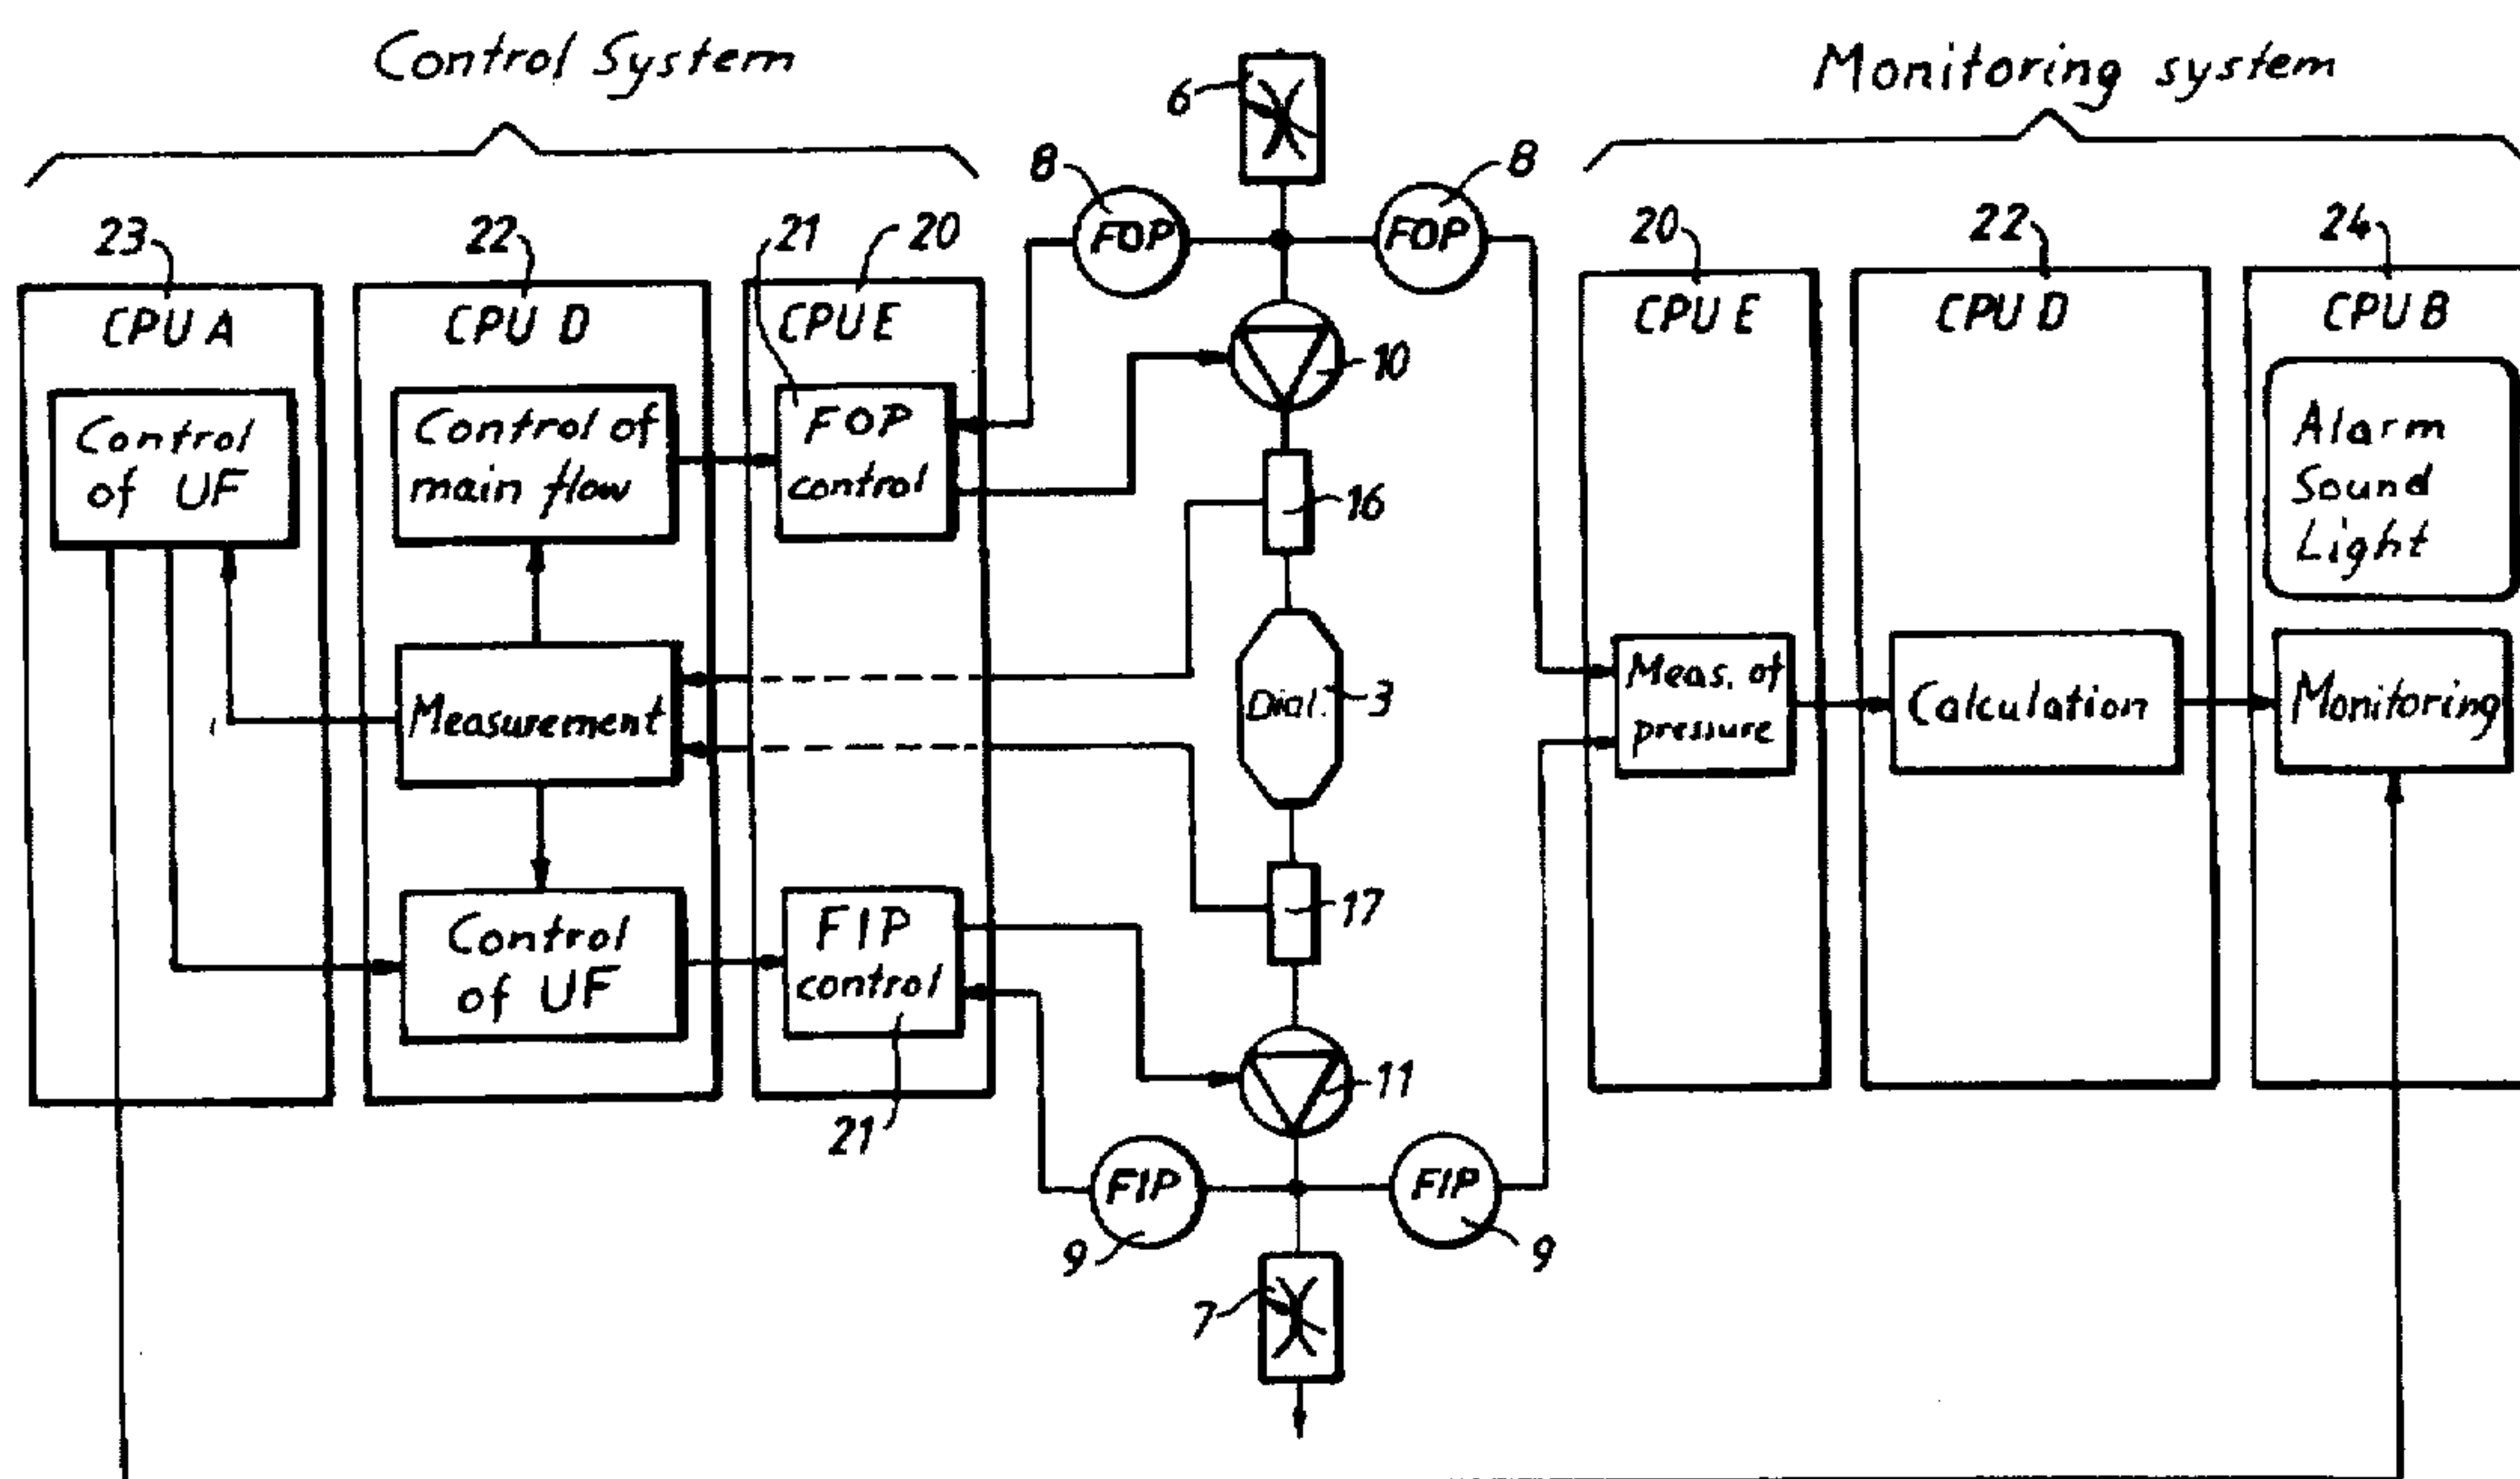 Control System
Monitoring system
6
8
8
23
22
21
20
20
22
24
FOP
FOP
CPU A
CPU D
CPU E
CPU E
CPU D
CPU B
10
Control
of UF
Control of
main flow
FOP
control
16
Alarm
Sound
Light
Measurement
Dial.
3
Meas. of
pressure
Calculation
Monitoring
17
Control
of UF
FIP
control
11
21
FIP
FIP
9
9
7